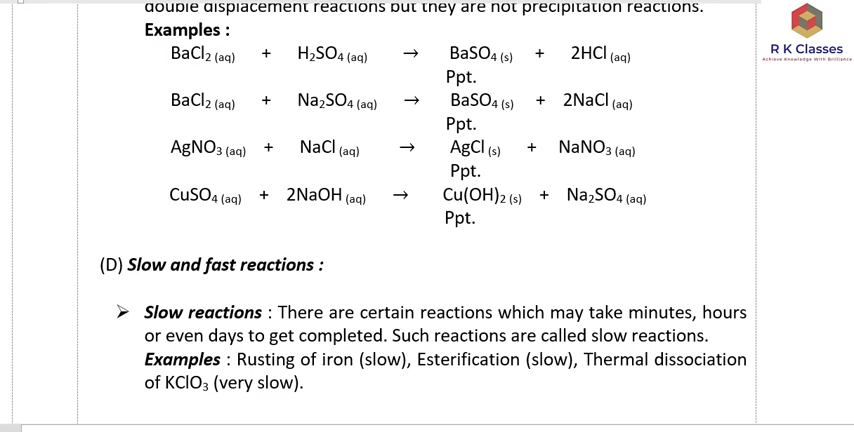 double displacement reactions but they are not precipitation reactions.
Examples :
BaCl₂ (aq) + H₂SO₄ (aq) → BaSO₄ (s) + 2HCl (aq)
Ppt.
BaCl₂ (aq) + Na₂SO₄ (aq) → BaSO₄ (s) + 2NaCl (aq)
Ppt.
AgNO₃ (aq) + NaCl (aq) → AgCl (s) + NaNO₃ (aq)
Ppt.
CuSO₄ (aq) + 2NaOH (aq) → Cu(OH)₂ (s) + Na₂SO₄ (aq)
Ppt.
(D) Slow and fast reactions :
➢ Slow reactions : There are certain reactions which may take minutes, hours
or even days to get completed. Such reactions are called slow reactions.
Examples : Rusting of iron (slow), Esterification (slow), Thermal dissociation
of KClO₃ (very slow).
R K Classes
Achieve Knowledge With Brilliance